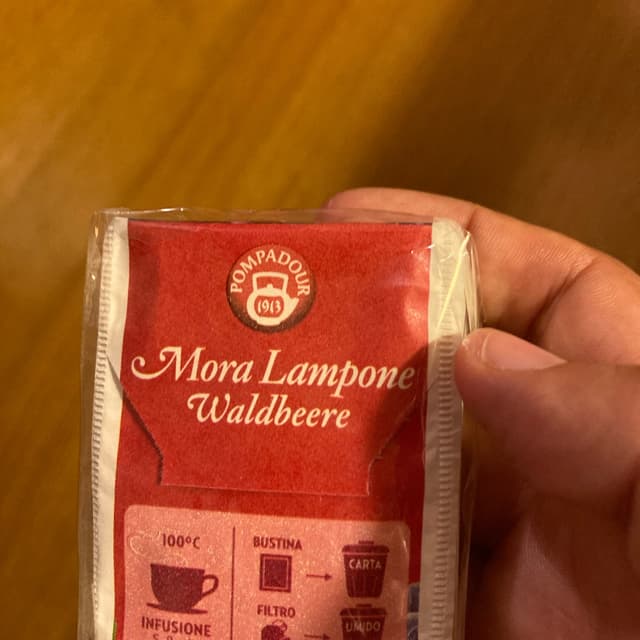 POMPADOUR
1913
Mora Lampone
Waldbeere
100°C
INFUSIONE
BUSTINA
CARTA
FILTRO
UMIDO